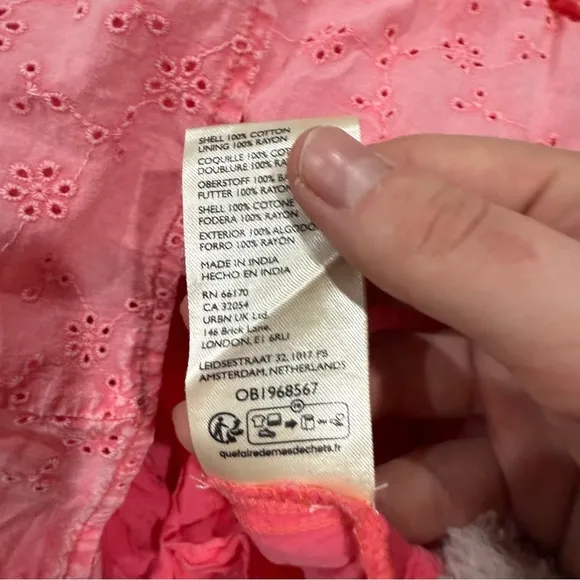 SHELL 100% COTTON
LINING 100% RAYON
COQUILLE 100% COT
DOUBLURE 100% RA
OBERSTOFF 100% BA
FUTTER 100% RAYON
SHELL 100% COTONE
FODERA 100% RAYON
EXTERIOR 100% ALGODO
FORRO 100% RAYON
MADE IN INDIA
HECHO EN INDIA
RN 66170
CA 32054
URBN UK Ltd.
146 Brick Lane,
LONDON, E1 6RU
LEIDSESTRAAT 32, 1017 PB
AMSTERDAM, NETHERLANDS
OB1968567
FR
quefairedemesdechets.fr